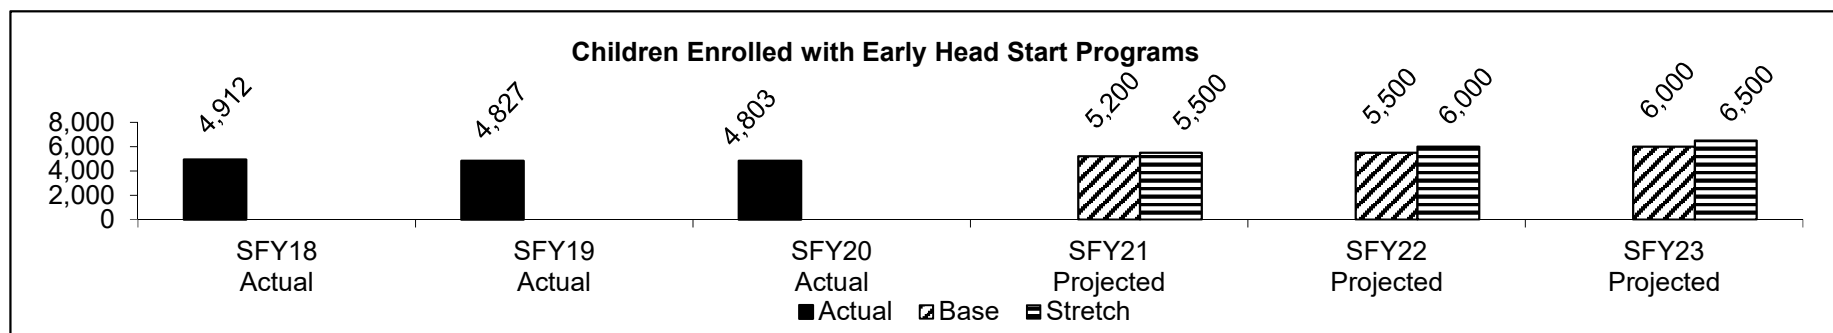 Children Enrolled with Early Head Start Programs
4,912
4,827
4,803
5,200
5,500
5,500
6,000
6,000
6,500
8,000
6,000
4,000
2,000
0
SFY18
Actual
SFY19
Actual
SFY20
Actual
SFY21
Projected
SFY22
Projected
SFY23
Projected
Actual
Base
Stretch